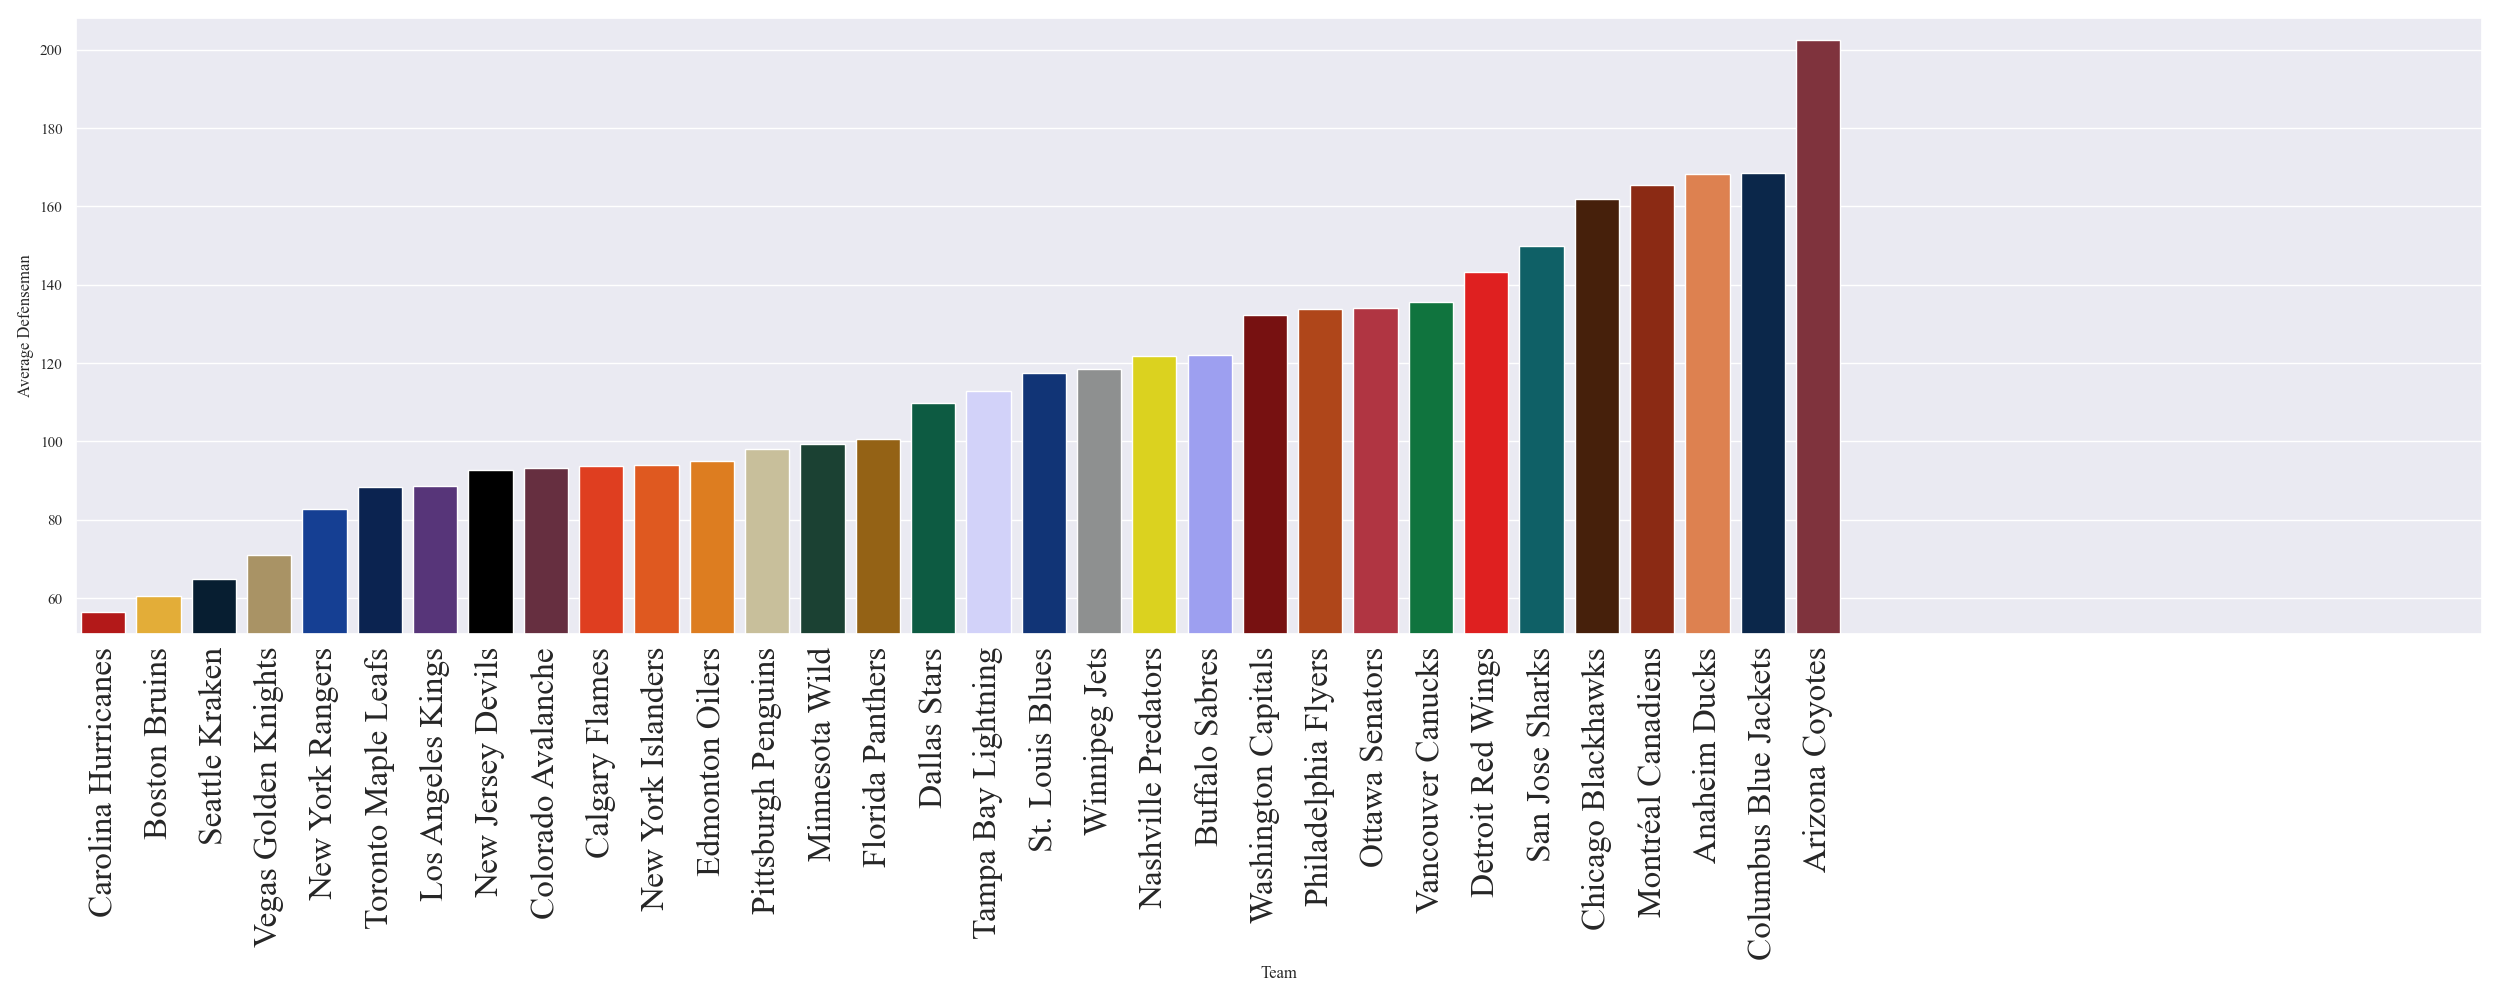 200
180
160
140
120
100
80
60
Average Defenseman
Carolina Hurricanes
Boston Bruins
Seattle Kraken
Vegas Golden Knights
New York Rangers
Toronto Maple Leafs
Los Angeles Kings
New Jersey Devils
Colorado Avalanche
Calgary Flames
New York Islanders
Edmonton Oilers
Pittsburgh Penguins
Minnesota Wild
Florida Panthers
Dallas Stars
Tampa Bay Lightning
St. Louis Blues
Winnipeg Jets
Nashville Predators
Buffalo Sabres
Washington Capitals
Philadelphia Flyers
Ottawa Senators
Vancouver Canucks
Detroit Red Wings
San Jose Sharks
Chicago Blackhawks
Montréal Canadiens
Anaheim Ducks
Columbus Blue Jackets
Arizona Coyotes
Team